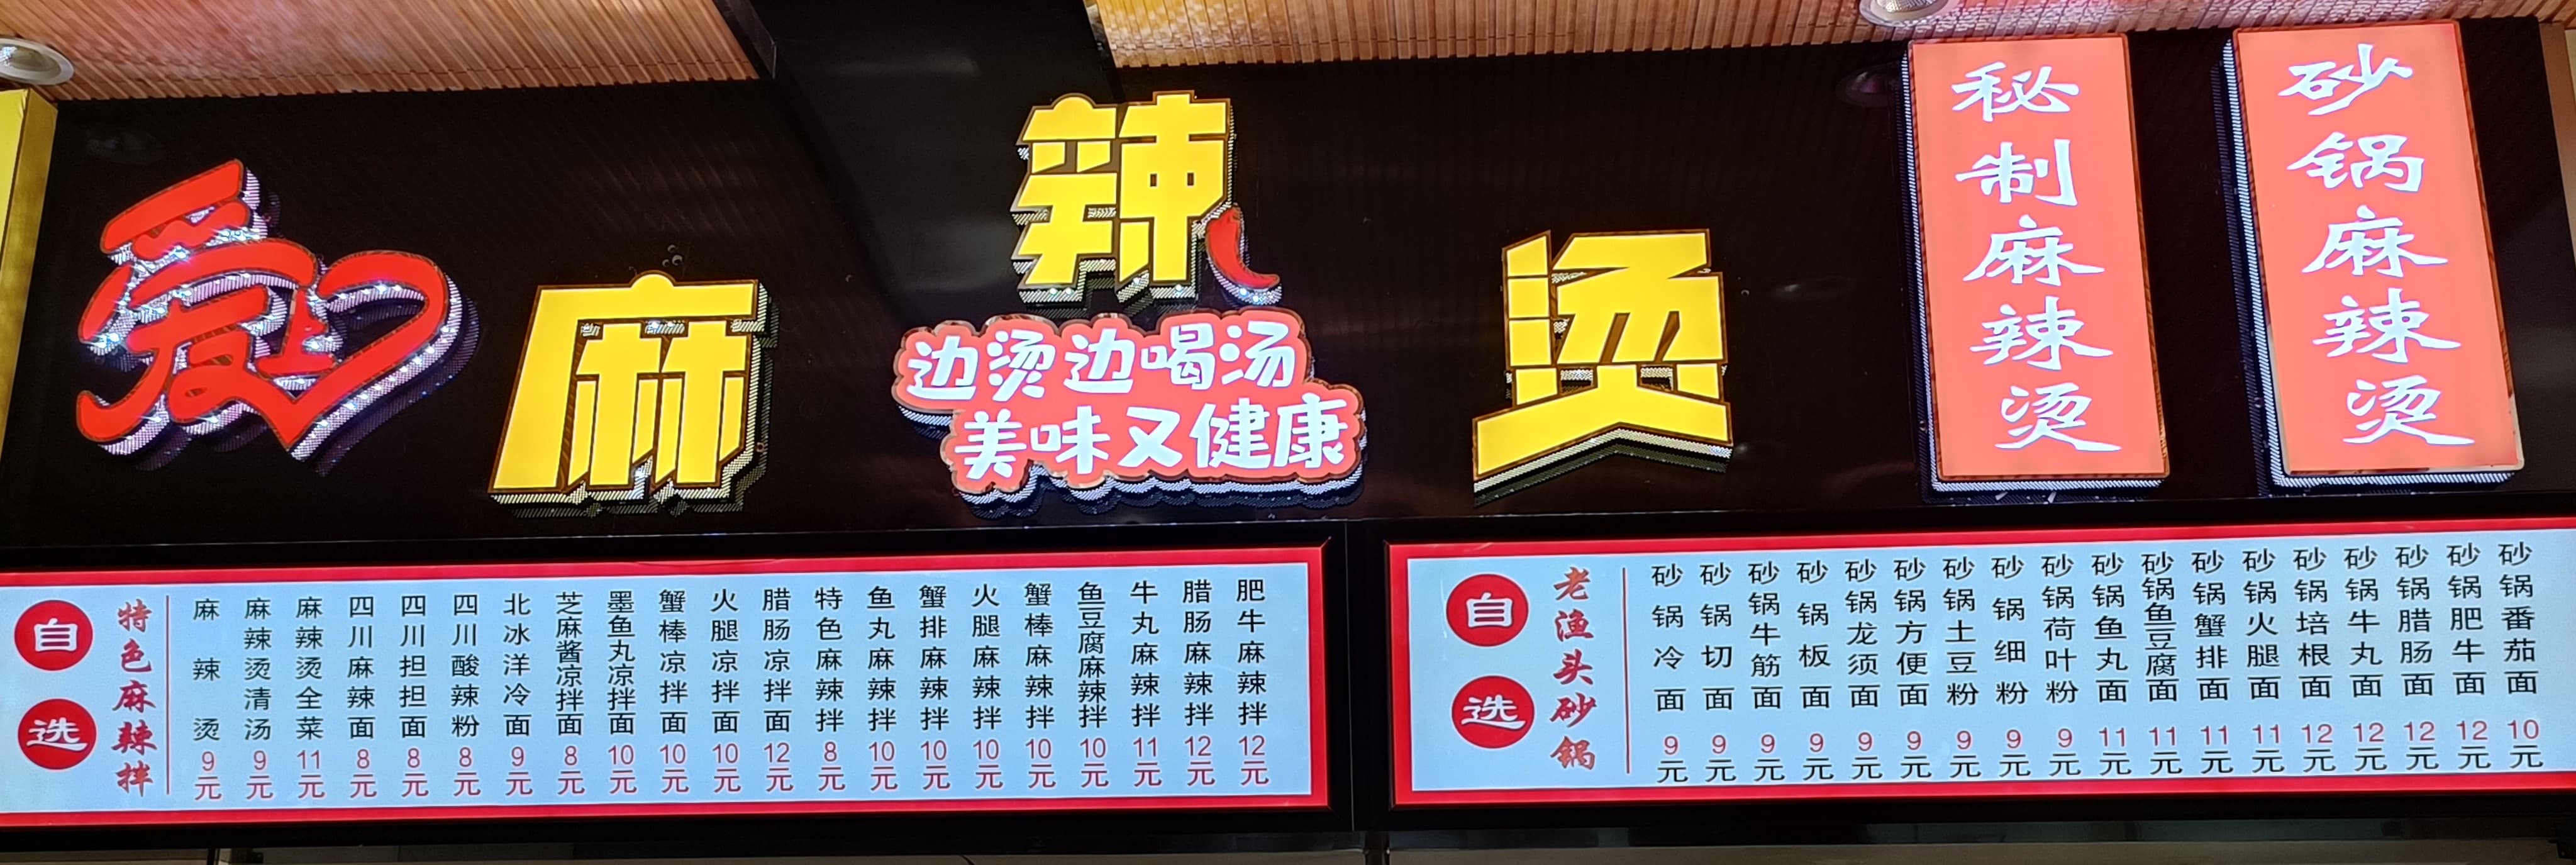 爱上
麻辣烫
边烫边喝汤
美味又健康
秘制麻辣烫
砂锅麻辣烫
自选
特色麻辣拌
麻辣烫 9元
麻辣烫清汤 9元
麻辣烫全菜 11元
四川麻辣面 8元
四川担担面 8元
四川酸辣粉 8元
北冰洋冷面 9元
芝麻酱凉拌面 8元
墨鱼丸凉拌面 10元
蟹棒凉拌面 10元
火腿凉拌面 10元
腊肠凉拌面 12元
特色麻辣拌 8元
鱼丸麻辣拌 10元
蟹排麻辣拌 10元
火腿麻辣拌 10元
蟹棒麻辣拌 10元
鱼豆腐麻辣拌 10元
牛丸麻辣拌 11元
腊肠麻辣拌 12元
肥牛麻辣拌 12元
自选
老渔头砂锅
砂锅冷面 9元
砂锅切面 9元
砂锅牛筋面 9元
砂锅板面 9元
砂锅龙须面 9元
砂锅方便面 9元
砂锅土豆粉 9元
砂锅细粉 9元
砂锅荷叶粉 9元
砂锅鱼丸面 11元
砂锅鱼豆腐面 11元
砂锅蟹排面 11元
砂锅火腿面 11元
砂锅培根面 12元
砂锅牛丸面 12元
砂锅腊肠面 12元
砂锅肥牛面 12元
砂锅番茄面 10元